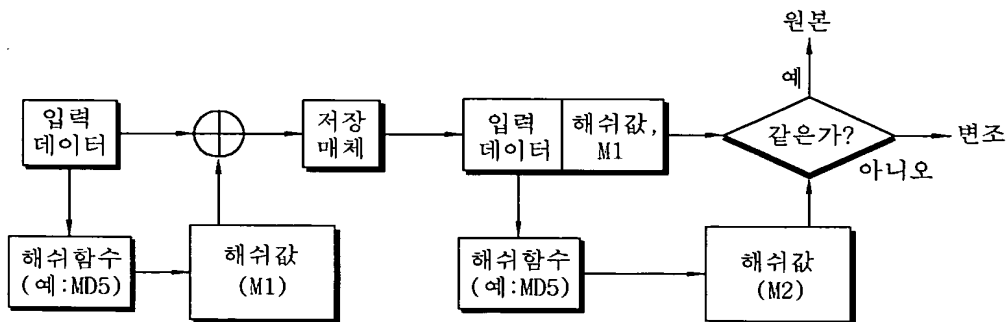 원본
예
입력
데이터
저장
매체
입력
데이터
해쉬값,
M1
같은가?
변조
아니오
해쉬함수
(예:MD5)
해쉬값
(M1)
해쉬함수
(예:MD5)
해쉬값
(M2)